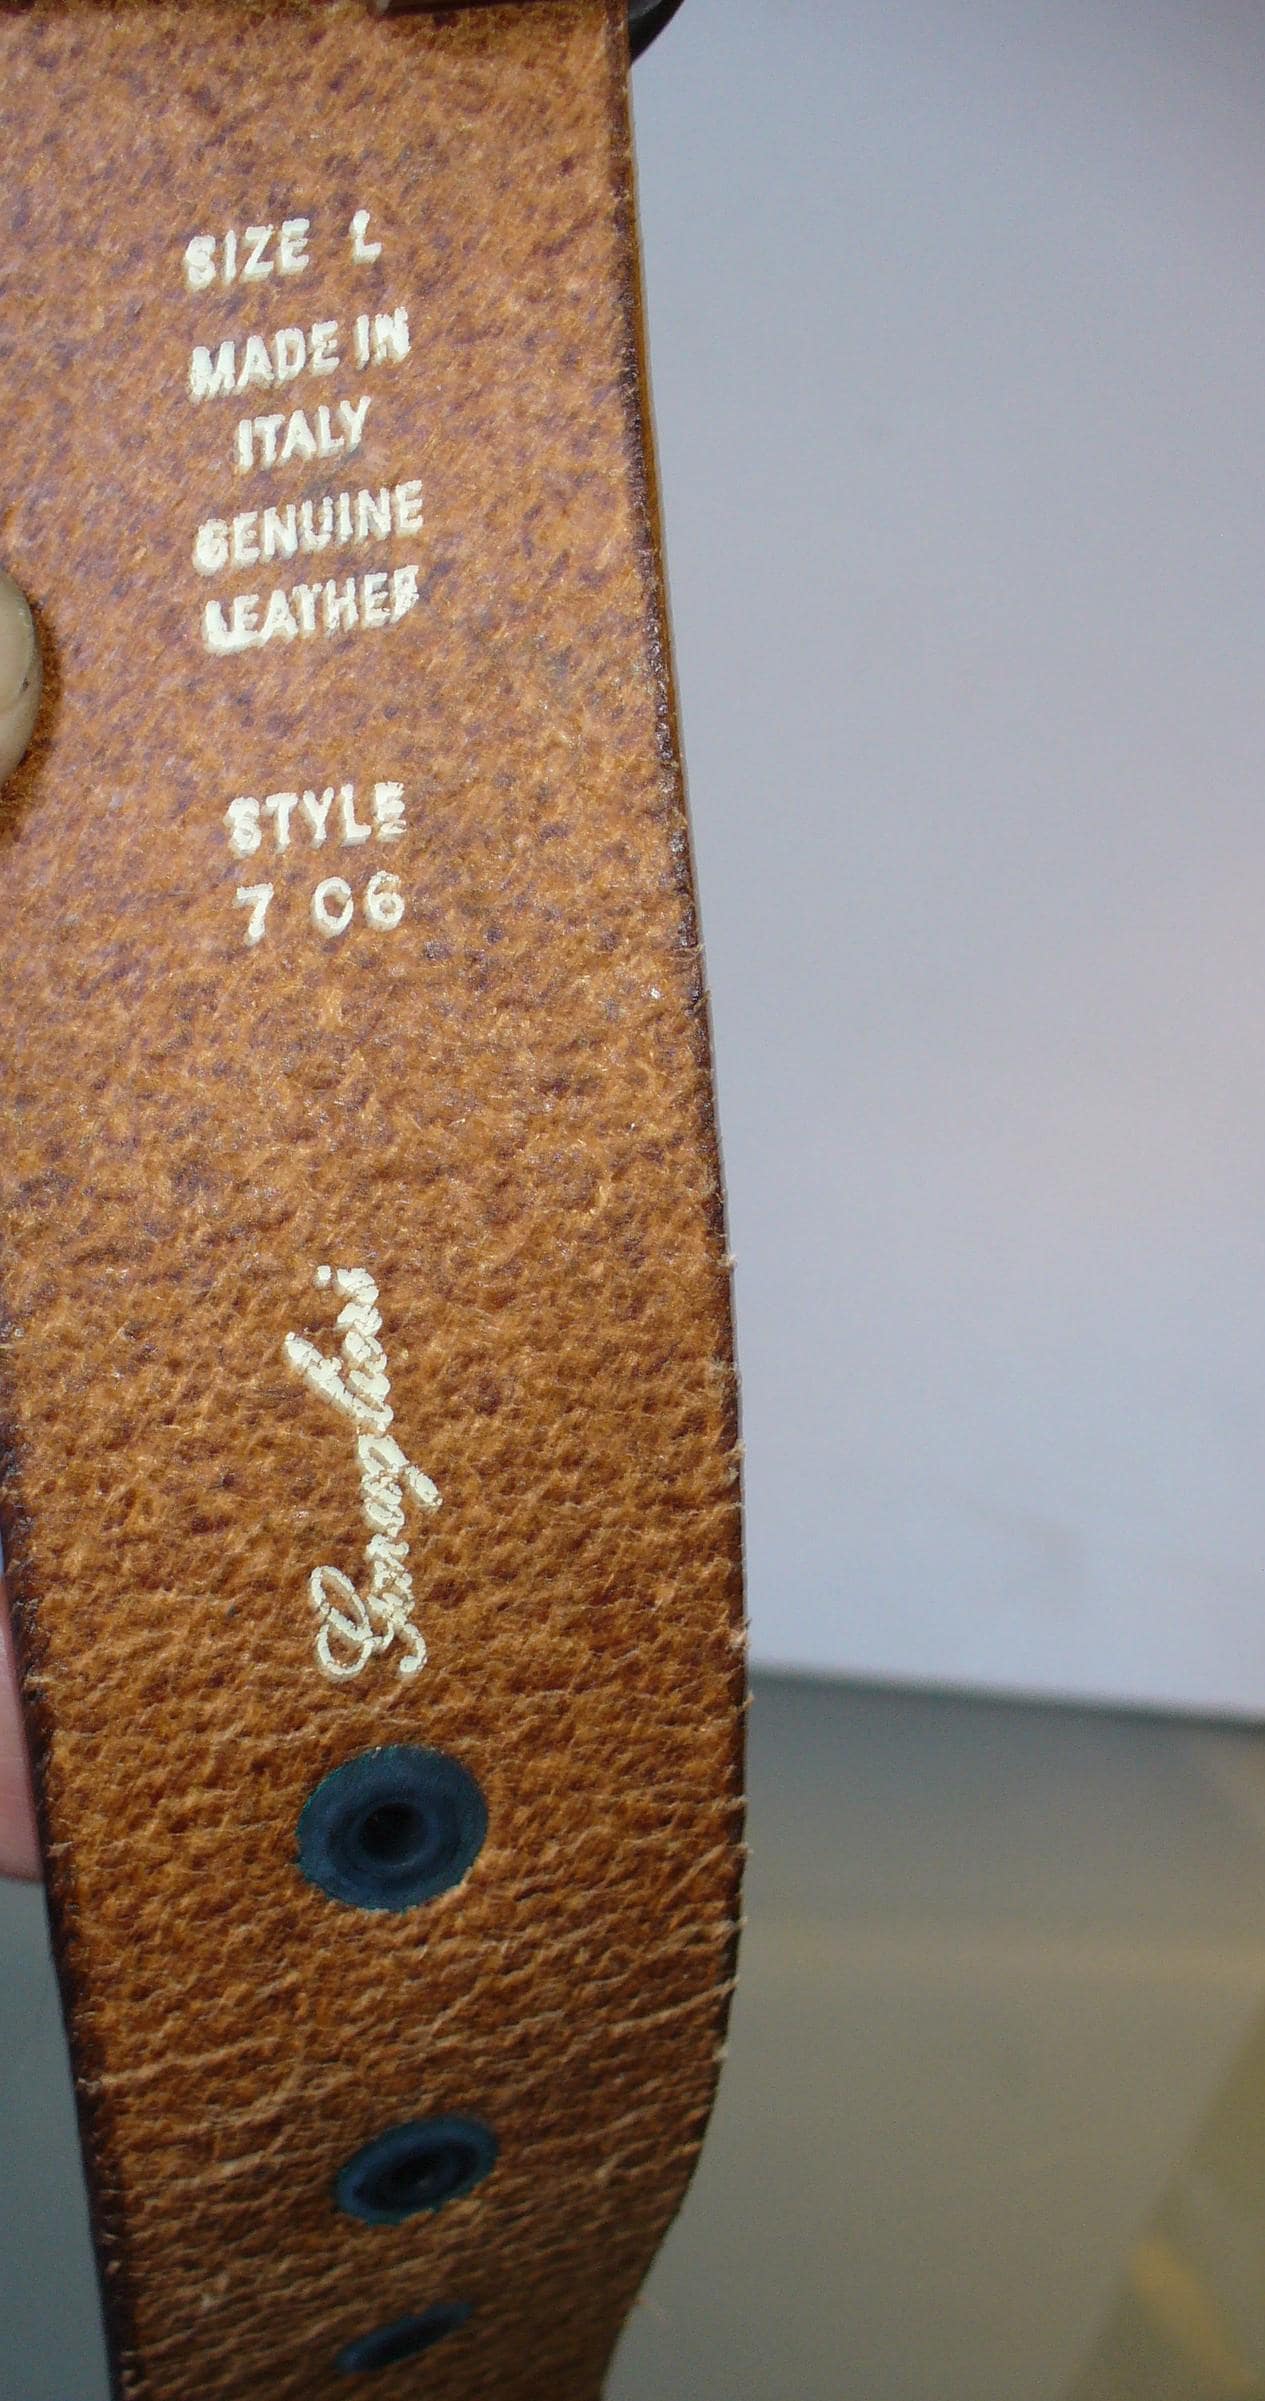 SIZE L
MADE IN
ITALY
GENUINE
LEATHER
STYLE
7 06